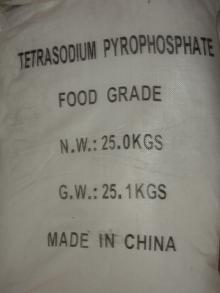 TETRASODIUM PYROPHOSPHATE
FOOD GRADE
N.W.: 25.0KGS
G.W.: 25.1KGS
MADE IN CHINA